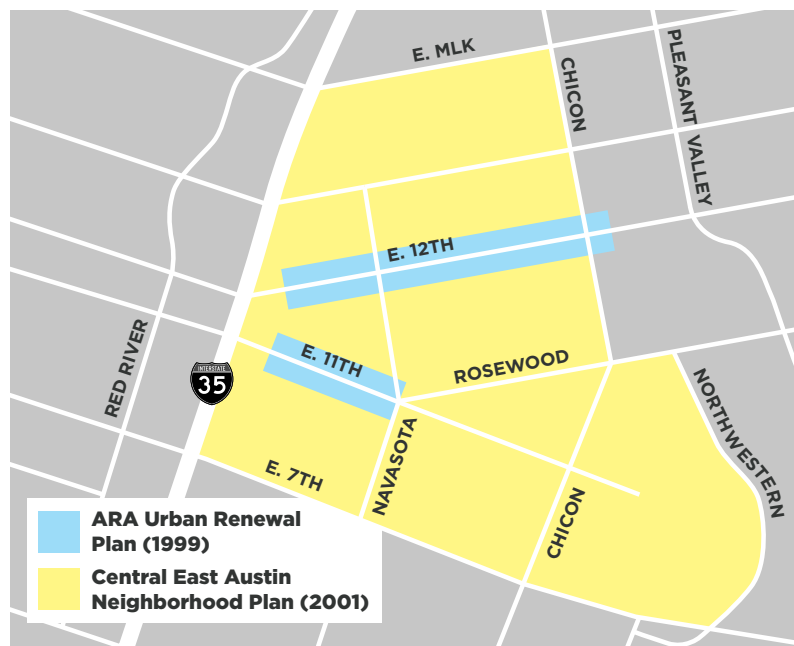 E. MLK
CHICON
PLEASANT VALLEY
E. 12TH
E. 11TH
ROSEWOOD
RED RIVER
INTERSTATE
35
NORTHWESTERN
NAVASOTA
E. 7TH
CHICON
ARA Urban Renewal
Plan (1999)
Central East Austin
Neighborhood Plan (2001)